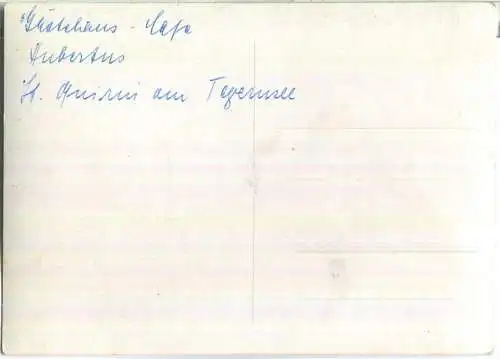 Gästehaus - Cafe
Hubertus
St. Quirin am Tegernsee